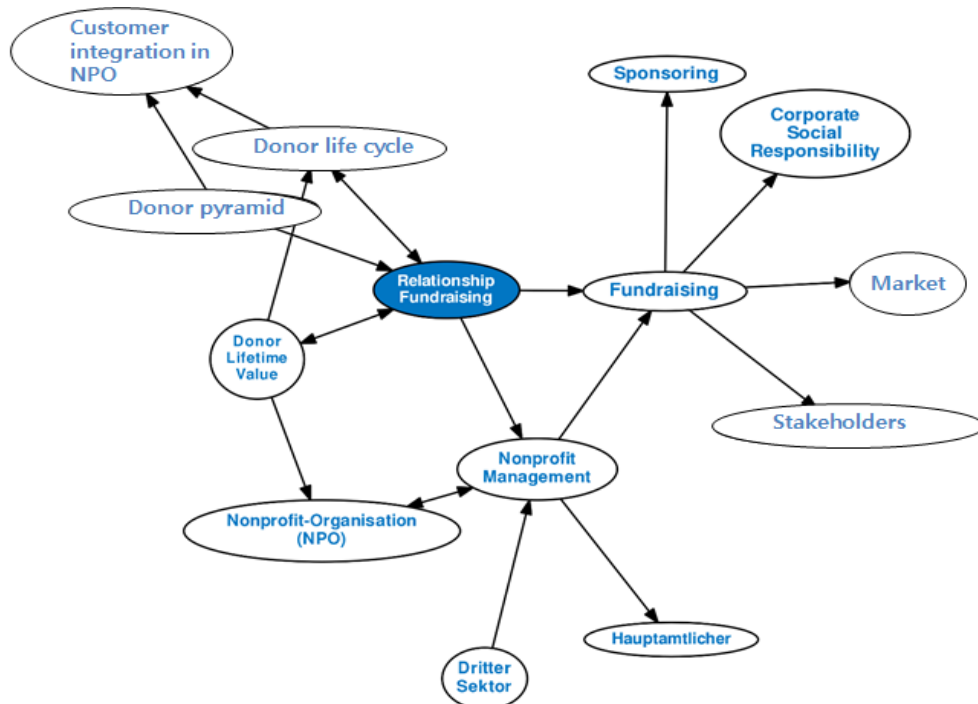 Customer
integration in
NPO
Sponsoring
Corporate
Social
Responsibility
Donor life cycle
Donor pyramid
Relationship
Fundraising
Fundraising
Market
Donor
Lifetime
Value
Stakeholders
Nonprofit
Management
Nonprofit-Organisation
(NPO)
Hauptamtlicher
Dritter
Sektor